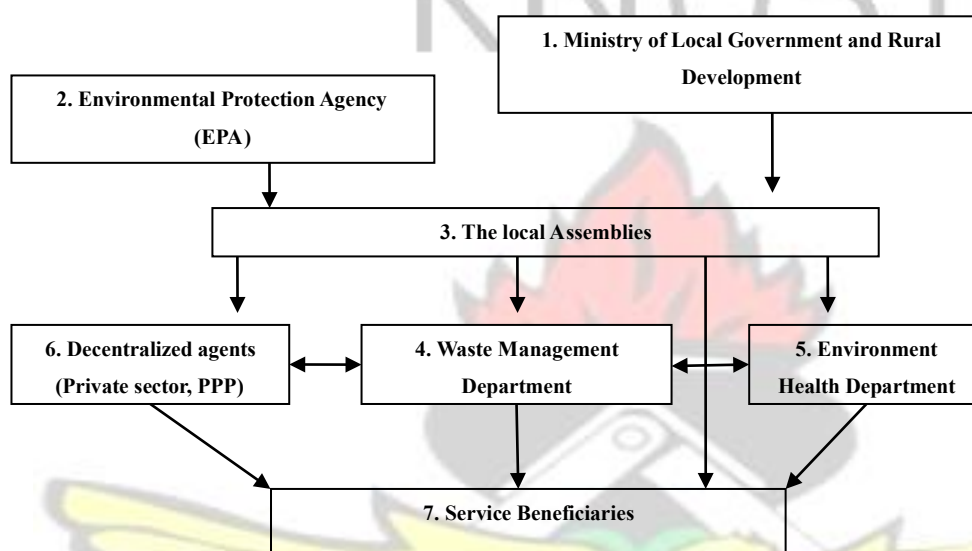 KNUST
1. Ministry of Local Government and Rural
Development
2. Environmental Protection Agency
(EPA)
3. The local Assemblies
6. Decentralized agents
(Private sector, PPP)
4. Waste Management
Department
5. Environment
Health Department
7. Service Beneficiaries